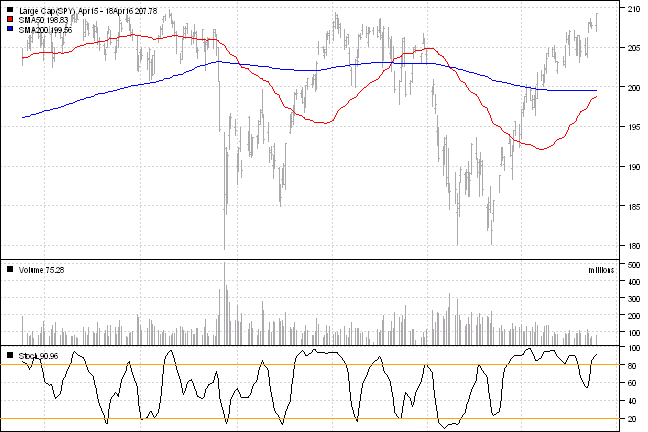 Large Cap(SPY) Apr15 - 18Apr16 207.78
SMA50 198.83
SMA200 199.56
210
205
200
195
190
185
180
Volume 75.28
millions
500
400
300
200
100
Stoch 90.96
100
80
60
40
20